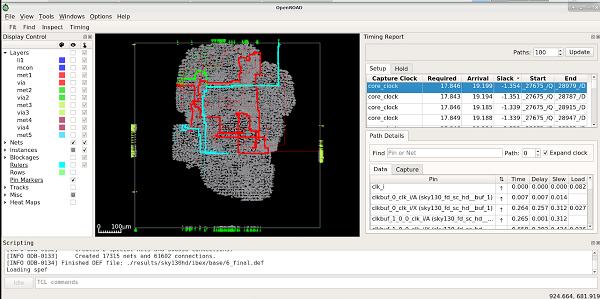 OpenROAD
File View Tools Windows Options Help
Fit Find Inspect Timing
Display Control
Layers
li1
mcon
met1
via
met2
via2
met3
via3
met4
via4
met5
Nets
Instances
Blockages
Rulers
Rows
Pin Markers
Tracks
Misc
Heat Maps
0 100μm
Timing Report
Paths: 100 Update
Setup Hold
Capture Clock Required Arrival Slack Start End
core_clock 17.846 19.199 -1.354 _27675_/Q _28979_/D
core_clock 17.843 19.194 -1.351 _27675_/Q _28787_/D
core_clock 17.846 19.185 -1.339 _27675_/Q _28915_/D
core_clock 17.849 19.188 -1.339 _27675_/Q _28947_/D
Path Details
Find Pin or Net Path: 0 Expand clock
Data Capture
Pin Time Delay Slew Load
clk_i 0.000 0.000 0.000 0.082
clkbuf_0_clk_i/A (sky130_fd_sc_hd__buf_1) 0.007 0.007 0.014
clkbuf_0_clk_i/X (sky130_fd_sc_hd__buf_1) 0.264 0.257 0.312 0.027
clkbuf_1_0_0_clk_i/A (sky130_fd_sc_hd__... 0.265 0.001 0.312
Scripting
[INFO ODB-0133] Created 17315 nets and 61602 connections.
[INFO ODB-0134] Finished DEF file: ./results/sky130hd/ibex/base/6_final.def
Loading spef
Idle TCL commands
924.664, 681.919